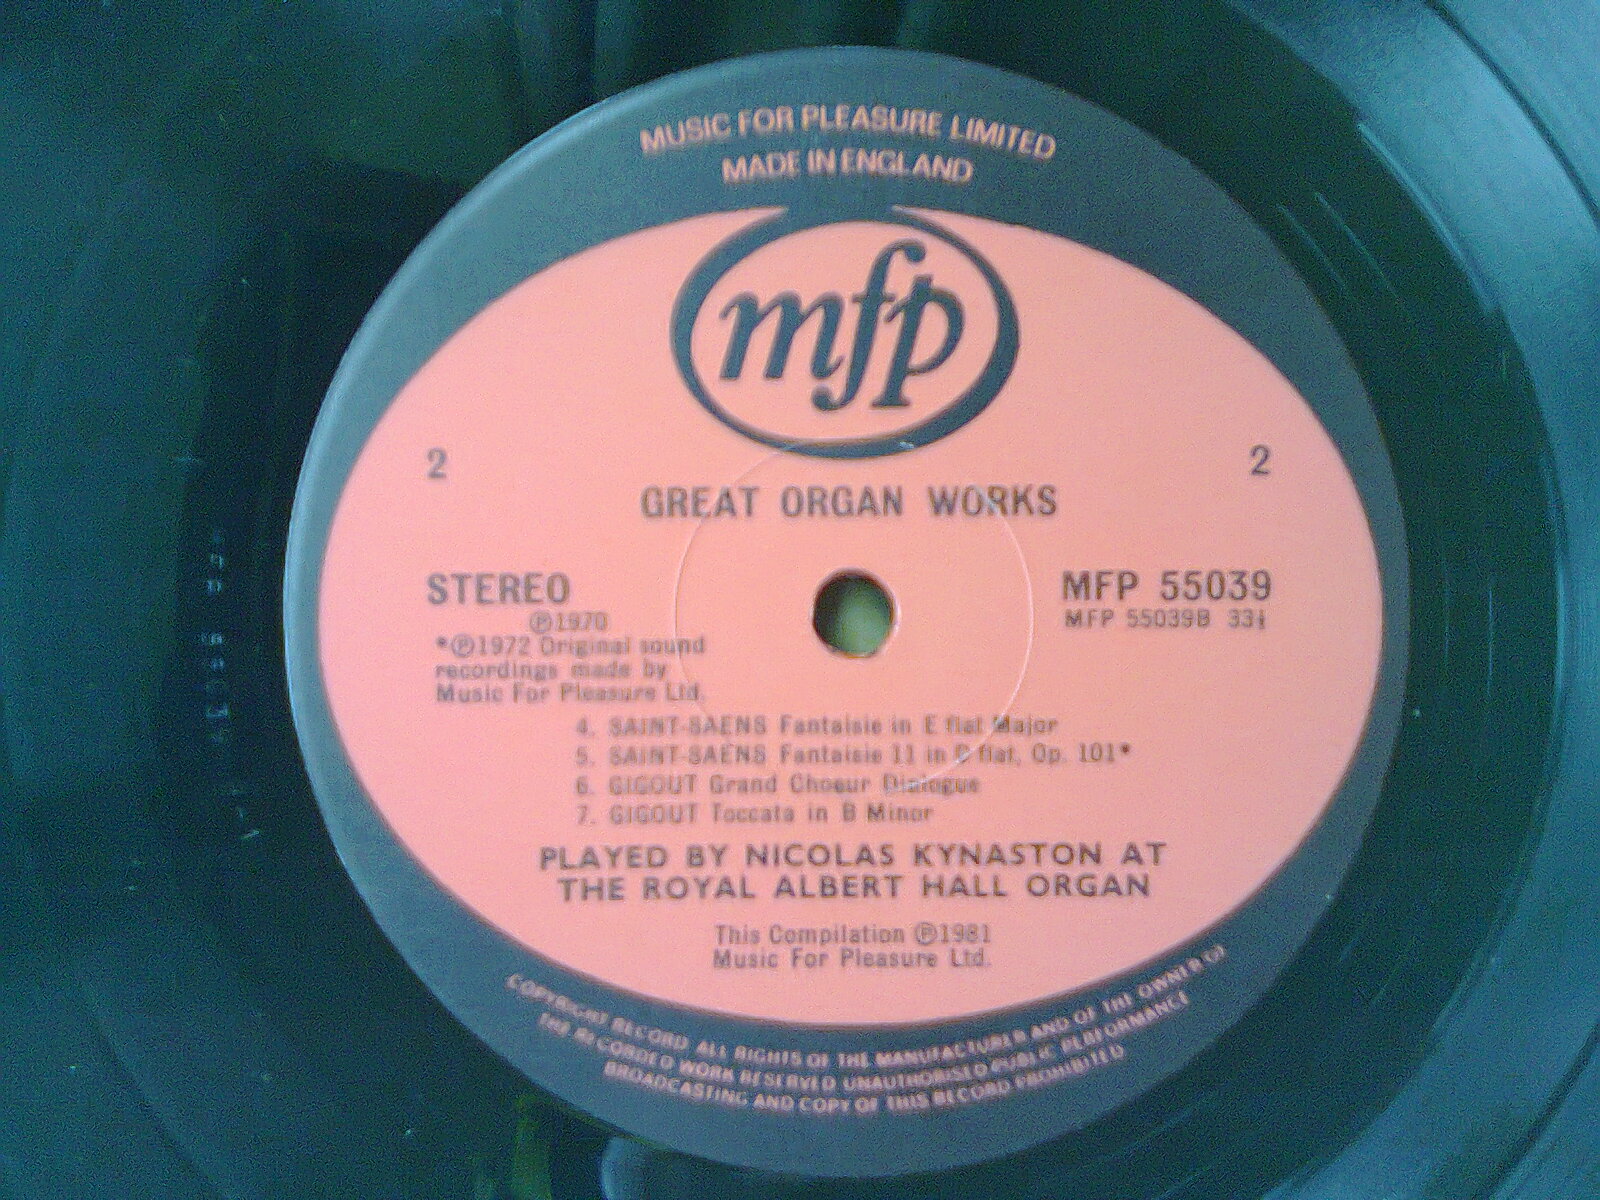 MUSIC FOR PLEASURE LIMITED
MADE IN ENGLAND
mfp
2 2
GREAT ORGAN WORKS
STEREO MFP 55039
℗1970 MFP 55039B 33⅓
*℗1972 Original sound
recordings made by
Music For Pleasure Ltd.
4. SAINT-SAENS Fantaisie in E flat Major
5. SAINT-SAËNS Fantaisie 11 in D flat, Op. 101*
6. GIGOUT Grand Choeur Dialogue
7. GIGOUT Toccata in B Minor
PLAYED BY NICOLAS KYNASTON AT
THE ROYAL ALBERT HALL ORGAN
This Compilation ℗1981
Music For Pleasure Ltd.
COPYRIGHT RECORD ALL RIGHTS OF THE MANUFACTURER AND OF THE OWNER OF
THE RECORDED WORK RESERVED UNAUTHORISED PUBLIC PERFORMANCE
BROADCASTING AND COPY OF THIS RECORD PROHIBITED